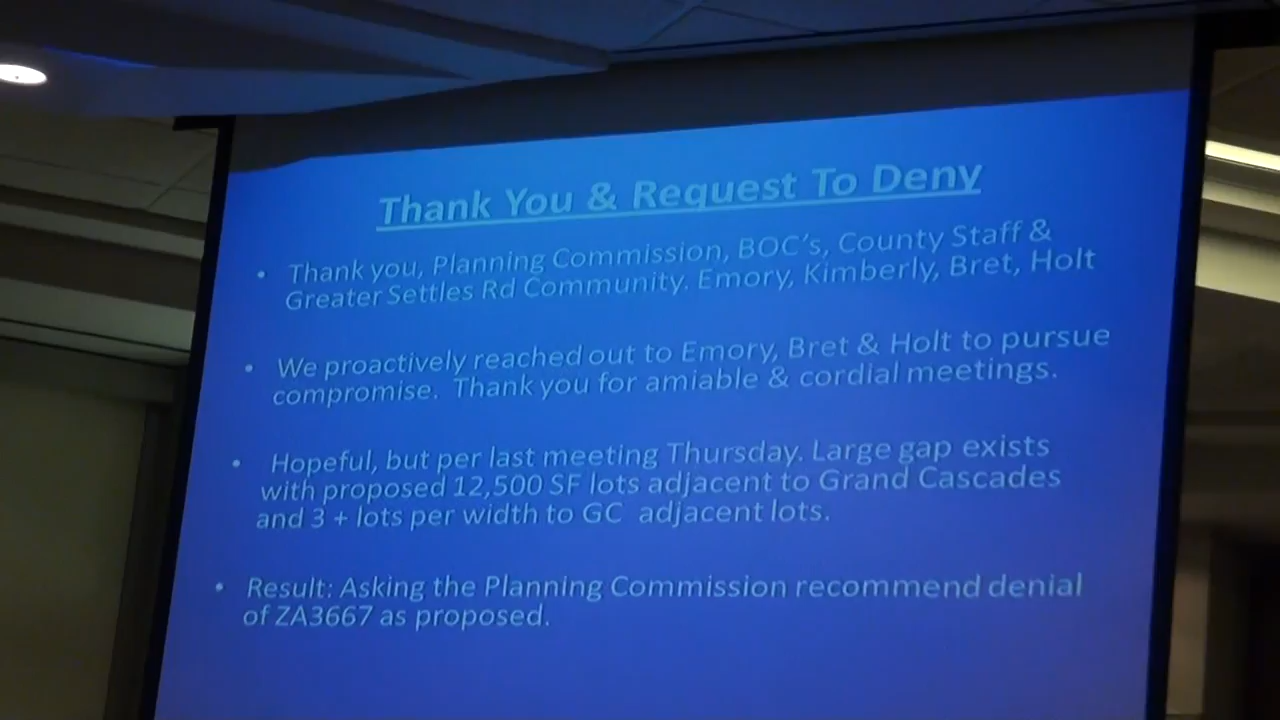 Thank You & Request To Deny
• Thank you, Planning Commission, BOC's, County Staff &
Greater Settles Rd Community. Emory, Kimberly, Bret, Holt
• We proactively reached out to Emory, Bret & Holt to pursue
compromise. Thank you for amiable & cordial meetings.
• Hopeful, but per last meeting Thursday. Large gap exists
with proposed 12,500 SF lots adjacent to Grand Cascades
and 3 + lots per width to GC adjacent lots.
• Result: Asking the Planning Commission recommend denial
of ZA3667 as proposed.